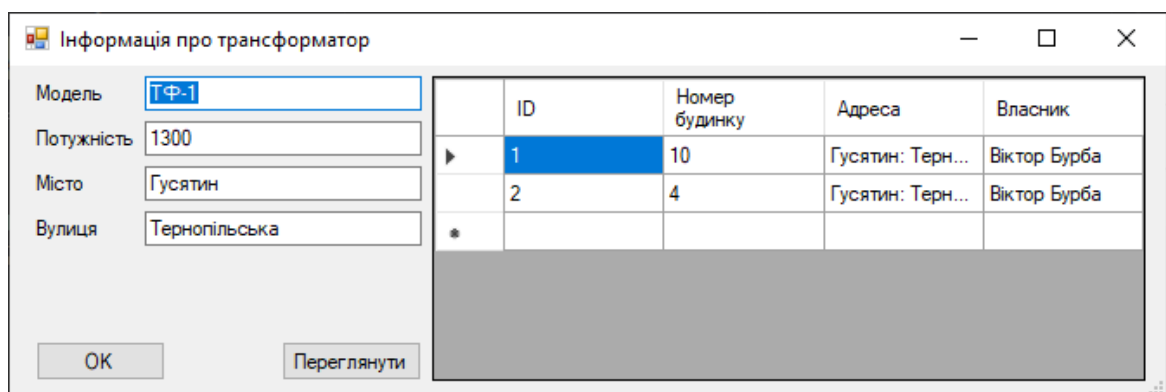 Інформація про трансформатор
Модель ТФ-1
Потужність 1300
Місто Гусятин
Вулиця Тернопільська
OK Переглянути
ID Номер будинку Адреса Власник
1 10 Гусятин: Терн... Віктор Бурба
2 4 Гусятин: Терн... Віктор Бурба